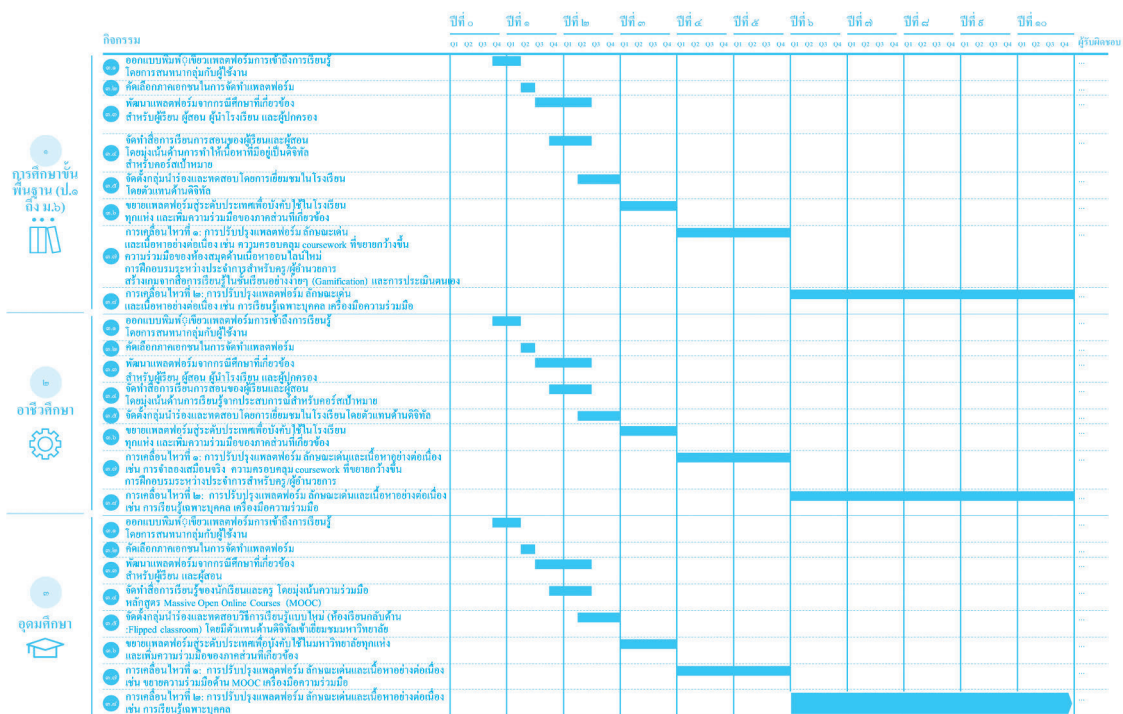 ปีที่ ๐ ปีที่ ๑ ปีที่ ๒ ปีที่ ๓ ปีที่ ๔ ปีที่ ๕ ปีที่ ๖ ปีที่ ๗ ปีที่ ๘ ปีที่ ๙ ปีที่ ๑๐
กิจกรรม Q1 Q2 Q3 Q4 Q1 Q2 Q3 Q4 Q1 Q2 Q3 Q4 Q1 Q2 Q3 Q4 Q1 Q2 Q3 Q4 Q1 Q2 Q3 Q4 Q1 Q2 Q3 Q4 Q1 Q2 Q3 Q4 Q1 Q2 Q3 Q4 Q1 Q2 Q3 Q4 Q1 Q2 Q3 Q4 ผู้รับผิดชอบ
๑
การศึกษาขั้น
พื้นฐาน (ป.๑
ถึง ม.๖)
๓.๑ ออกแบบพิมพ์เขียวแพลตฟอร์มการเข้าถึงการเรียนรู้ ...
โดยการสนทนากลุ่มกับผู้ใช้งาน
๓.๒ คัดเลือกภาคเอกชนในการจัดทำแพลตฟอร์ม ...
๓.๓ พัฒนาแพลตฟอร์มจากกรณีศึกษาที่เกี่ยวข้อง ...
สำหรับผู้เรียน ผู้สอน ผู้นำโรงเรียน และผู้ปกครอง
๓.๔ จัดทำสื่อการเรียนการสอนของผู้เรียนและผู้สอน ...
โดยมุ่งเน้นด้านการทำให้เนื้อหาที่มีอยู่เป็นดิจิทัล
สำหรับคอร์สเป้าหมาย
๓.๕ จัดตั้งกลุ่มนำร่องและทดสอบโดยการเยี่ยมชมในโรงเรียน ...
โดยตัวแทนด้านดิจิทัล
๓.๖ ขยายแพลตฟอร์มสู่ระดับประเทศเพื่อบังคับใช้ในโรงเรียน ...
ทุกแห่ง และเพิ่มความร่วมมือของภาคส่วนที่เกี่ยวข้อง
๓.๗ การเคลื่อนไหวที่ ๑: การปรับปรุงแพลตฟอร์ม ลักษณะเด่น ...
และเนื้อหาอย่างต่อเนื่อง เช่น ความครอบคลุม coursework ที่ขยายกว้างขึ้น
ความร่วมมือของห้องสมุดด้านเนื้อหาออนไลน์ใหม่
การฝึกอบรมระหว่างประจำการสำหรับครู/ผู้อำนวยการ
สร้างเกมจากสื่อการเรียนรู้ในชั้นเรียนอย่างง่ายๆ (Gamification) และการประเมินตนเอง
๓.๘ การเคลื่อนไหวที่ ๒: การปรับปรุงแพลตฟอร์ม ลักษณะเด่น ...
และเนื้อหาอย่างต่อเนื่อง เช่น การเรียนรู้เฉพาะบุคคล เครื่องมือความร่วมมือ
๒
อาชีวศึกษา
๓.๑ ออกแบบพิมพ์เขียวแพลตฟอร์มการเข้าถึงการเรียนรู้ ...
โดยการสนทนากลุ่มกับผู้ใช้งาน
๓.๒ คัดเลือกภาคเอกชนในการจัดทำแพลตฟอร์ม ...
๓.๓ พัฒนาแพลตฟอร์มจากกรณีศึกษาที่เกี่ยวข้อง ...
สำหรับผู้เรียน ผู้สอน ผู้นำโรงเรียน และผู้ปกครอง
๓.๔ จัดทำสื่อการเรียนการสอนของผู้เรียนและผู้สอน ...
โดยมุ่งเน้นด้านการเรียนรู้จากประสบการณ์สำหรับคอร์สเป้าหมาย
๓.๕ จัดตั้งกลุ่มนำร่องและทดสอบโดยการเยี่ยมชมในโรงเรียนโดยตัวแทนด้านดิจิทัล ...
๓.๖ ขยายแพลตฟอร์มสู่ระดับประเทศเพื่อบังคับใช้ในโรงเรียน ...
ทุกแห่ง และเพิ่มความร่วมมือของภาคส่วนที่เกี่ยวข้อง
๓.๗ การเคลื่อนไหวที่ ๑: การปรับปรุงแพลตฟอร์ม ลักษณะเด่นและเนื้อหาอย่างต่อเนื่อง ...
เช่น การจำลองเสมือนจริง ความครอบคลุม coursework ที่ขยายกว้างขึ้น
การฝึกอบรมระหว่างประจำการสำหรับครู/ผู้อำนวยการ
๓.๘ การเคลื่อนไหวที่ ๒: การปรับปรุงแพลตฟอร์ม ลักษณะเด่นและเนื้อหาอย่างต่อเนื่อง ...
เช่น การเรียนรู้เฉพาะบุคคล เครื่องมือความร่วมมือ
๓
อุดมศึกษา
๓.๑ ออกแบบพิมพ์เขียวแพลตฟอร์มการเข้าถึงการเรียนรู้ ...
โดยการสนทนากลุ่มกับผู้ใช้งาน
๓.๒ คัดเลือกภาคเอกชนในการจัดทำแพลตฟอร์ม ...
๓.๓ พัฒนาแพลตฟอร์มจากกรณีศึกษาที่เกี่ยวข้อง ...
สำหรับผู้เรียน และผู้สอน
๓.๔ จัดทำสื่อการเรียนรู้ของนักเรียนและครู โดยมุ่งเน้นความร่วมมือ ...
หลักสูตร Massive Open Online Courses (MOOC)
๓.๕ จัดตั้งกลุ่มนำร่องและทดสอบวิธีการเรียนรู้แบบใหม่ (ห้องเรียนกลับด้าน ...
:Flipped classroom) โดยมีตัวแทนด้านดิจิทัลเข้าเยี่ยมชมมหาวิทยาลัย
๓.๖ ขยายแพลตฟอร์มสู่ระดับประเทศเพื่อบังคับใช้ในมหาวิทยาลัยทุกแห่ง ...
และเพิ่มความร่วมมือของภาคส่วนที่เกี่ยวข้อง
๓.๗ การเคลื่อนไหวที่ ๑: การปรับปรุงแพลตฟอร์ม ลักษณะเด่นและเนื้อหาอย่างต่อเนื่อง ...
เช่น ขยายความร่วมมือด้าน MOOC เครื่องมือความร่วมมือ
๓.๘ การเคลื่อนไหวที่ ๒: การปรับปรุงแพลตฟอร์ม ลักษณะเด่นและเนื้อหาอย่างต่อเนื่อง ...
เช่น การเรียนรู้เฉพาะบุคคล